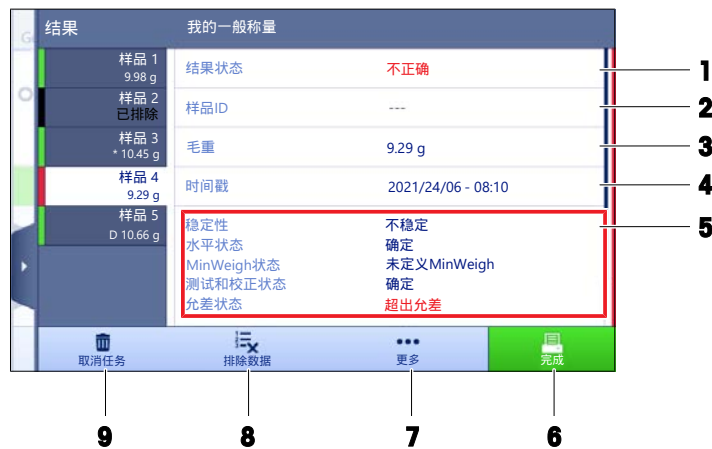 结果
我的一般称量
样品 1
9.98 g
样品 2
已排除
样品 3
* 10.45 g
样品 4
9.29 g
样品 5
D 10.66 g
结果状态 不正确
样品ID ---
毛重 9.29 g
时间戳 2021/24/06 - 08:10
稳定性 不稳定
水平状态 确定
MinWeigh状态 未定义MinWeigh
测试和校正状态 确定
允差状态 超出允差
1
2
3
4
5
取消任务
排除数据
更多
完成
9
8
7
6